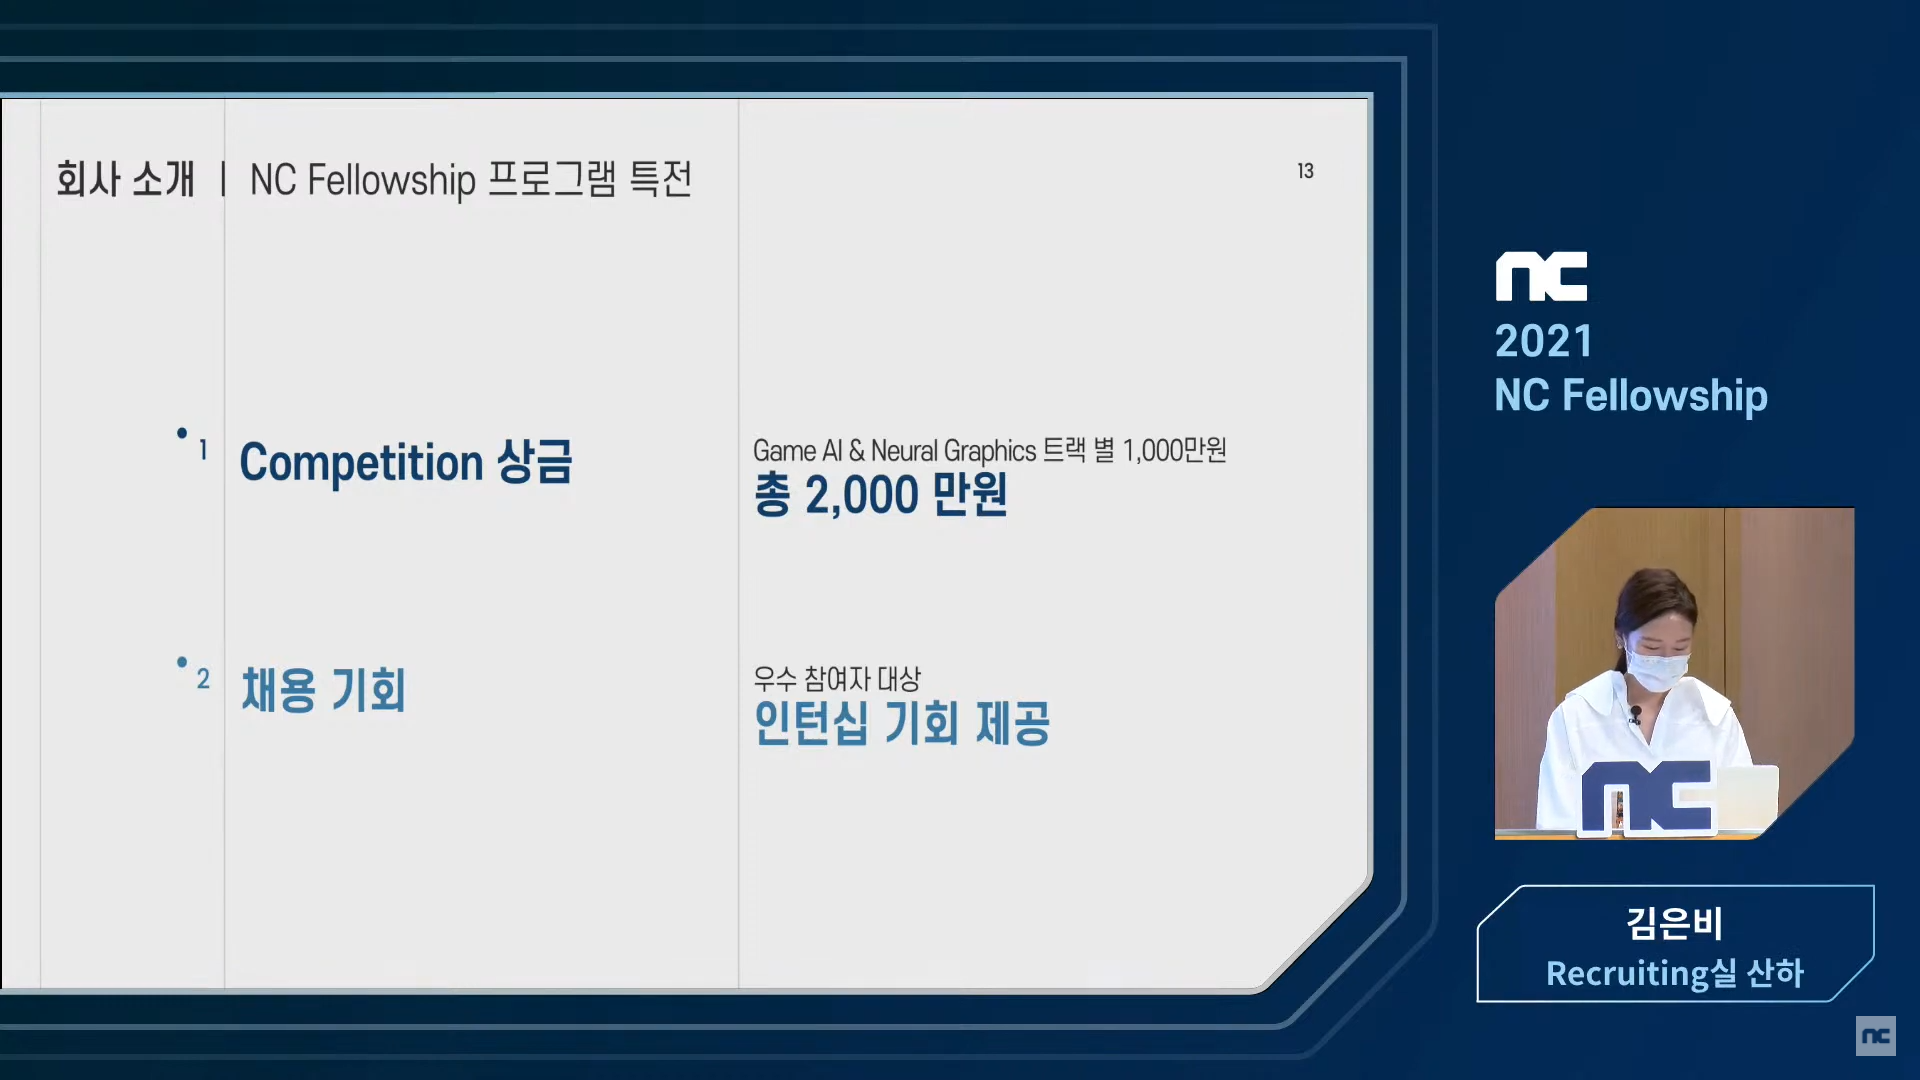 회사 소개 | NC Fellowship 프로그램 특전
13
1 Competition 상금
Game AI & Neural Graphics 트랙 별 1,000만원
총 2,000 만원
2 채용 기회
우수 참여자 대상
인턴십 기회 제공
nc
2021
NC Fellowship
nc
김은비
Recruiting실 산하
nc